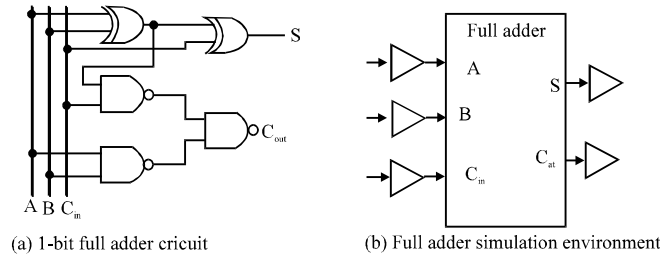 S
C out
A B C in
(a) 1-bit full adder cricuit
Full adder
A
B
C in
S
C at
(b) Full adder simulation environment